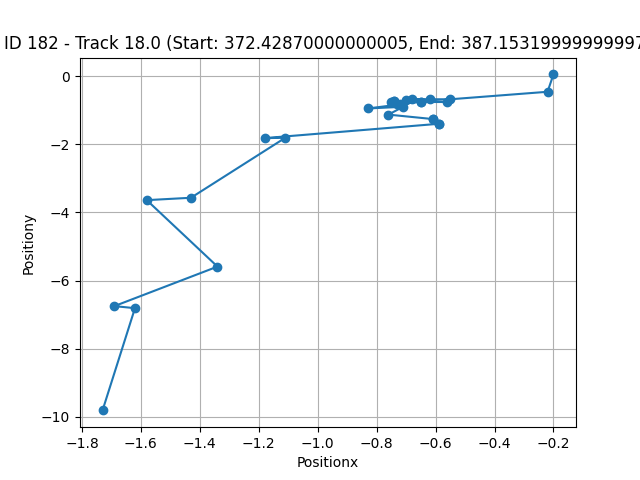 ID 182 - Track 18.0 (Start: 372.42870000000005, End: 387.15319999999997
0
−2
−4
−6
−8
−10
Positiony
−1.8 −1.6 −1.4 −1.2 −1.0 −0.8 −0.6 −0.4 −0.2
Positionx